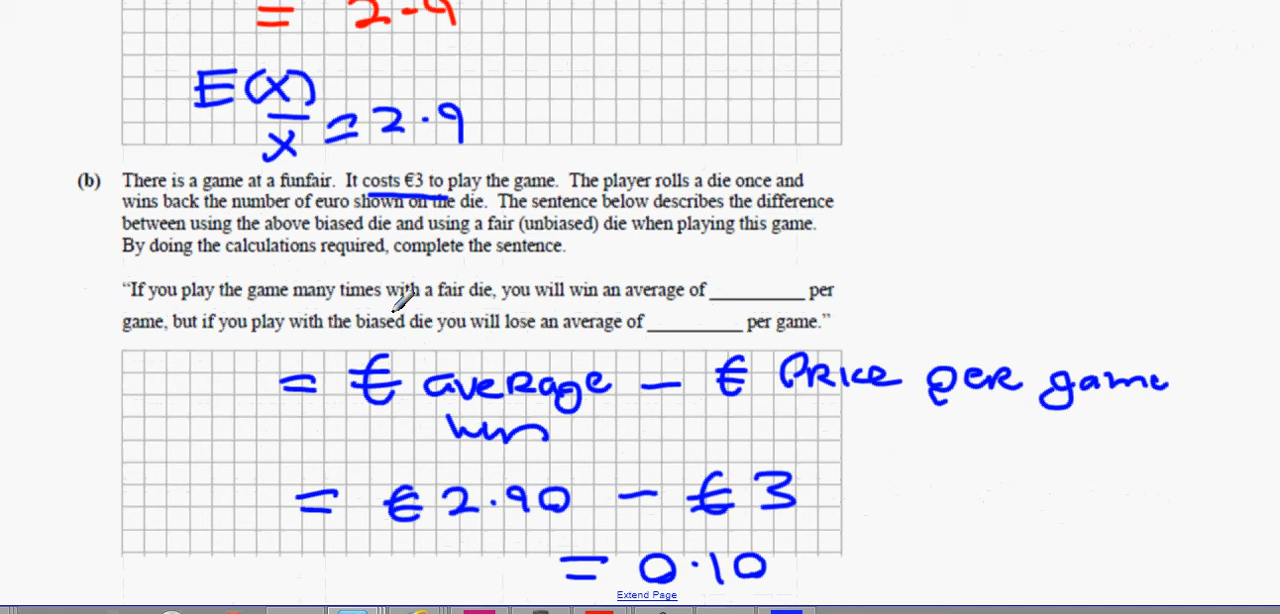 = 2.9
E(X) = 2.9
x
(b) There is a game at a funfair. It costs €3 to play the game. The player rolls a die once and
wins back the number of euro shown on the die. The sentence below describes the difference
between using the above biased die and using a fair (unbiased) die when playing this game.
By doing the calculations required, complete the sentence.
“If you play the game many times with a fair die, you will win an average of __________ per
game, but if you play with the biased die you will lose an average of __________ per game.”
= € average — € Price per game
win
= € 2.90 — € 3
= 0.10
Extend Page